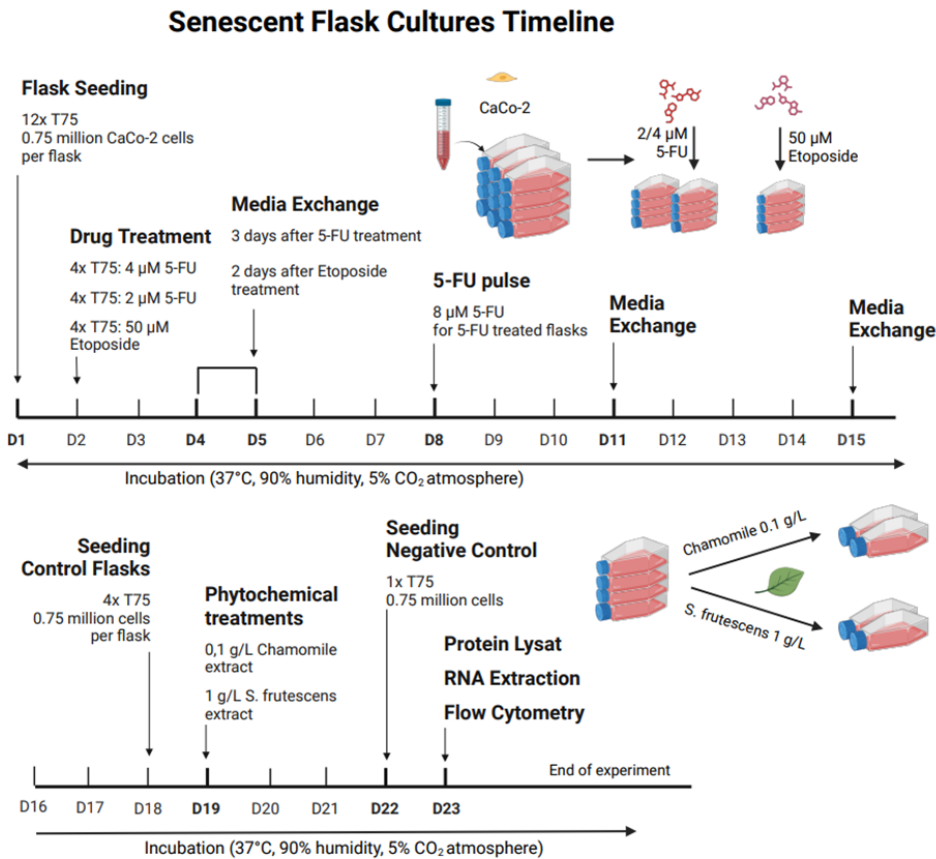 Senescent Flask Cultures Timeline
Flask Seeding
12x T75
0.75 million CaCo-2 cells
per flask
CaCo-2
2/4 µM
5-FU
50 µM
Etoposide
Drug Treatment
4x T75: 4 µM 5-FU
4x T75: 2 µM 5-FU
4x T75: 50 µM
Etoposide
Media Exchange
3 days after 5-FU treatment
2 days after Etoposide
treatment
5-FU pulse
8 µM 5-FU
for 5-FU treated flasks
Media
Exchange
Media
Exchange
D1 D2 D3 D4 D5 D6 D7 D8 D9 D10 D11 D12 D13 D14 D15
Incubation (37°C, 90% humidity, 5% CO₂ atmosphere)
Seeding
Control Flasks
4x T75
0.75 million cells
per flask
Phytochemical
treatments
0,1 g/L Chamomile
extract
1 g/L S. frutescens
extract
Seeding
Negative Control
1x T75
0.75 million cells
Protein Lysat
RNA Extraction
Flow Cytometry
Chamomile 0.1 g/L
S. frutescens 1 g/L
End of experiment
D16 D17 D18 D19 D20 D21 D22 D23
Incubation (37°C, 90% humidity, 5% CO₂ atmosphere)